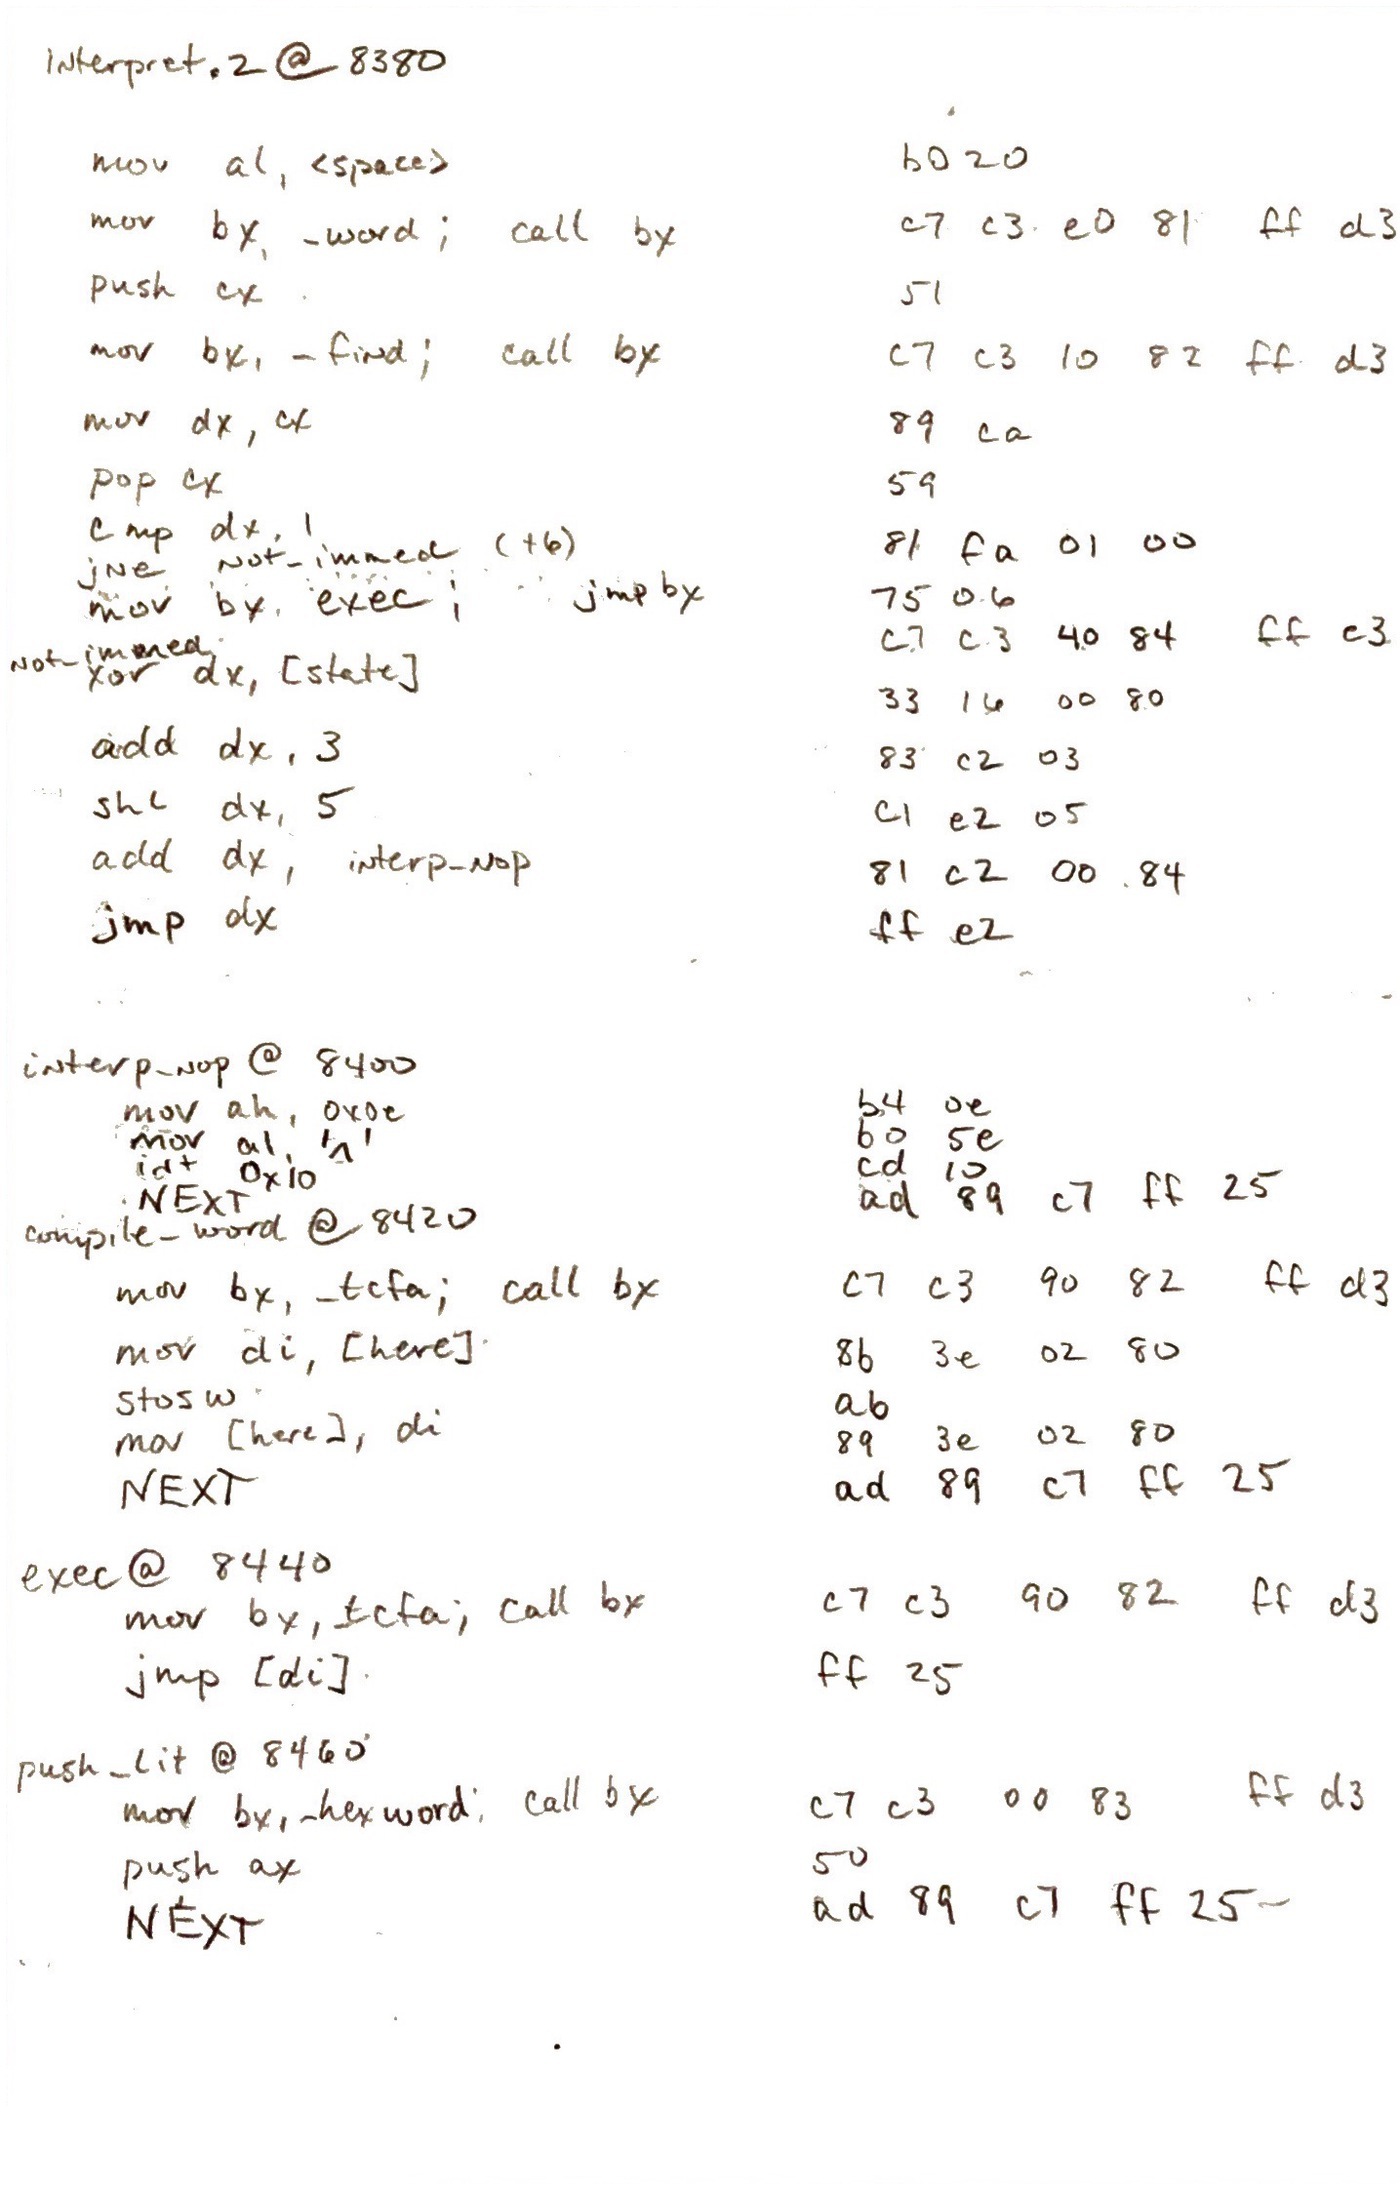 interpret.2 @ 8380
mov al, <space> b0 20
mov bx, _word; call bx c7 c3 e0 81 ff d3
push cx 51
mov bx, _find; call bx c7 c3 10 82 ff d3
mov dx, cx 89 ca
pop cx 59
cmp dx, 1 81 fa 01 00
jne not_immed (+6) 75 06
mov bx, exec; jmp bx c7 c3 40 84 ff e3
not_immed:
xor dx, [state] 33 16 00 80
add dx, 3 83 c2 03
shl dx, 5 c1 e2 05
add dx, interp_nop 81 c2 00 84
jmp dx ff e2
interp_nop @ 8400
mov ah, 0x0e b4 0e
mov al, '^' b0 5e
int 0x10 cd 10
NEXT ad 89 c7 ff 25
compile_word @ 8420
mov bx, _tcfa; call bx c7 c3 90 82 ff d3
mov di, [here] 8b 3e 02 80
stosw ab
mov [here], di 89 3e 02 80
NEXT ad 89 c7 ff 25
exec @ 8440
mov bx, _tcfa; call bx c7 c3 90 82 ff d3
jmp [di] ff 25
push_lit @ 8460
mov bx, _hexword; call bx c7 c3 00 83 ff d3
push ax 50
NEXT ad 89 c7 ff 25